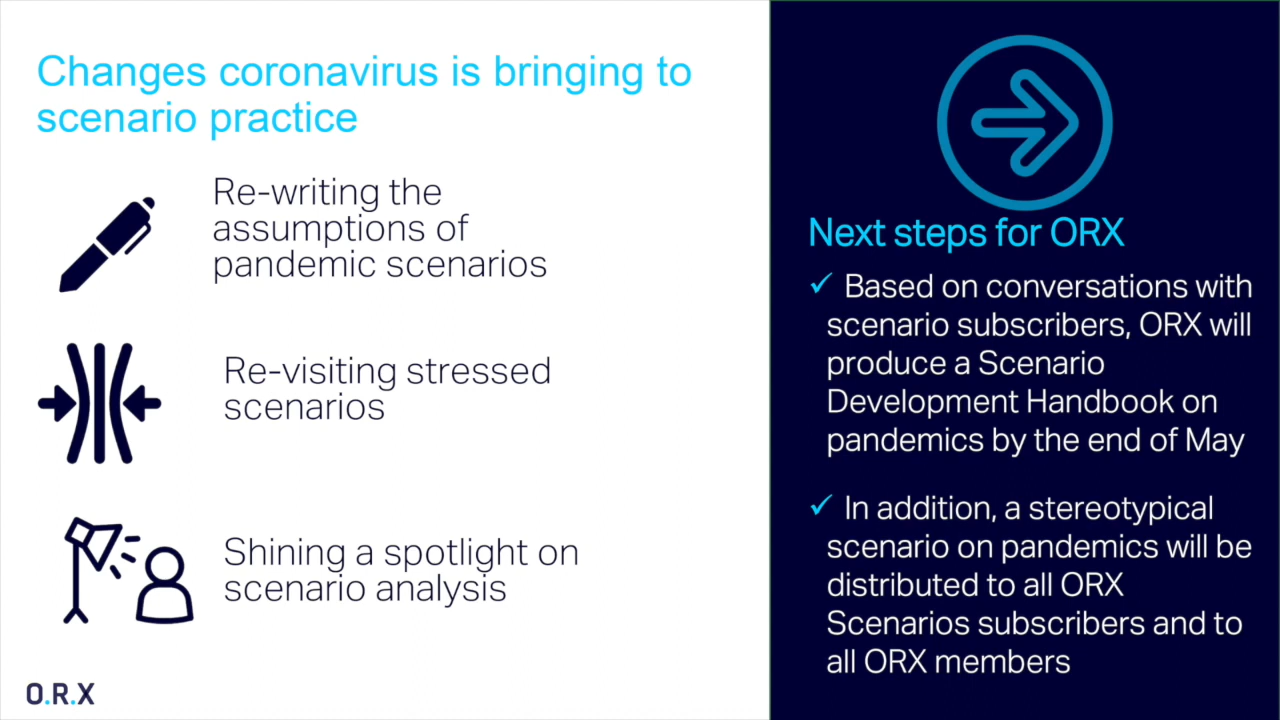 Changes coronavirus is bringing to
scenario practice
Re-writing the
assumptions of
pandemic scenarios
Re-visiting stressed
scenarios
Shining a spotlight on
scenario analysis
O.R.X
Next steps for ORX
✓ Based on conversations with
scenario subscribers, ORX will
produce a Scenario
Development Handbook on
pandemics by the end of May
✓ In addition, a stereotypical
scenario on pandemics will be
distributed to all ORX
Scenarios subscribers and to
all ORX members